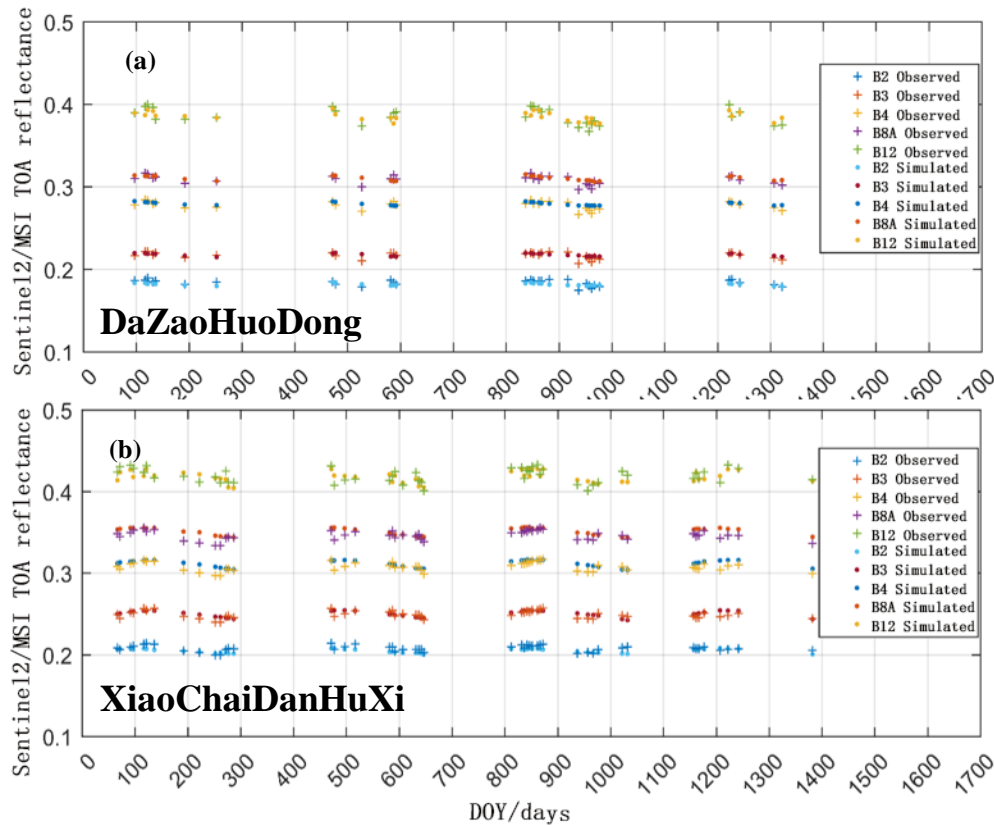 Sentinel2/MSI TOA reflectance
0.5
0.4
0.3
0.2
0.1
(a)
B2 Observed
B3 Observed
B4 Observed
B8A Observed
B12 Observed
B2 Simulated
B3 Simulated
B4 Simulated
B8A Simulated
B12 Simulated
DaZaoHuoDong
0 100 200 300 400 500 600 700 800 900 1000 1100 1200 1300 1400 1500 1600 1700
Sentinel2/MSI TOA reflectance
0.5
0.4
0.3
0.2
0.1
(b)
B2 Observed
B3 Observed
B4 Observed
B8A Observed
B12 Observed
B2 Simulated
B3 Simulated
B4 Simulated
B8A Simulated
B12 Simulated
XiaoChaiDanHuXi
0 100 200 300 400 500 600 700 800 900 1000 1100 1200 1300 1400 1500 1600 1700
DOY/days